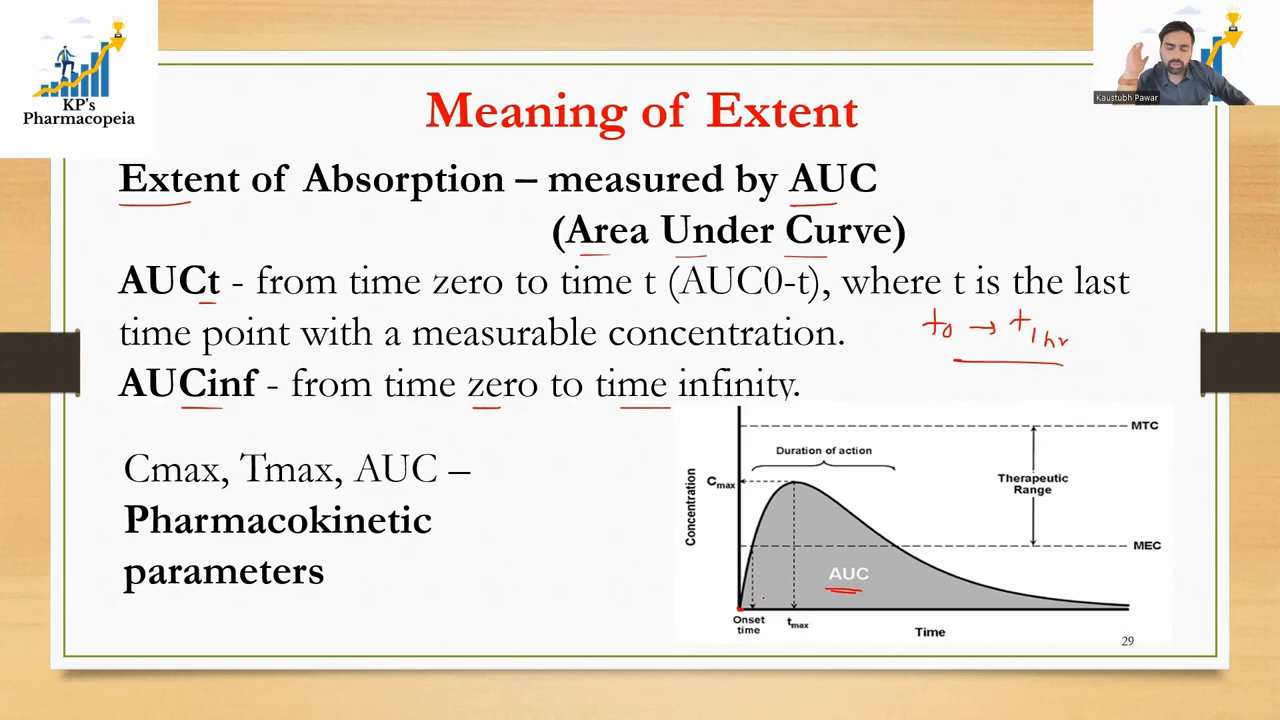 KP's
Pharmacopeia
Kaustubh Pawar
Meaning of Extent
Extent of Absorption – measured by AUC
(Area Under Curve)
AUCt - from time zero to time t (AUC0-t), where t is the last
time point with a measurable concentration.
t0 → t1hr
AUCinf - from time zero to time infinity.
Cmax, Tmax, AUC –
Pharmacokinetic
parameters
MTC
Duration of action
Therapeutic
Range
Cmax
Concentration
MEC
AUC
Onset
time
tmax
Time
29